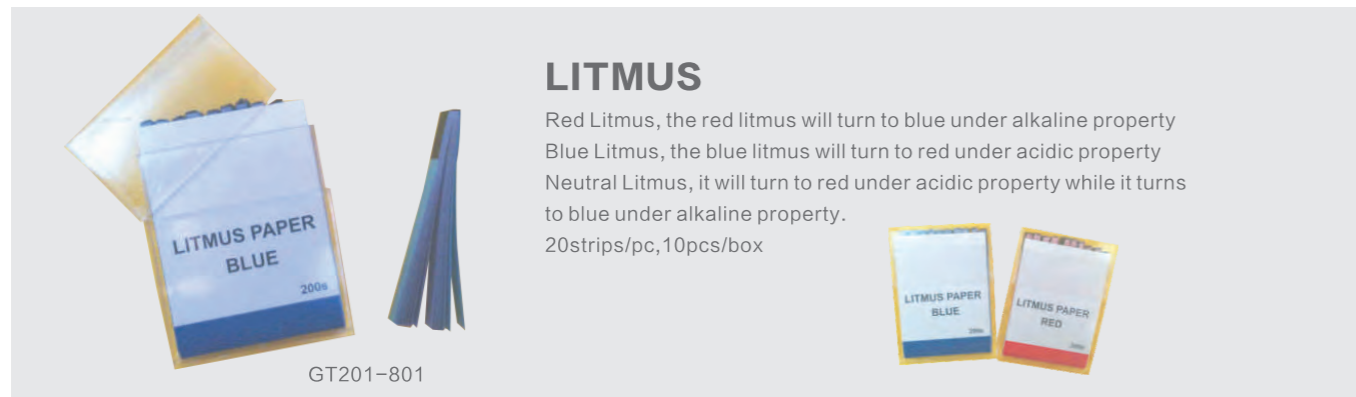 LITMUS
Red Litmus, the red litmus will turn to blue under alkaline property
Blue Litmus, the blue litmus will turn to red under acidic property
Neutral Litmus, it will turn to red under acidic property while it turns
to blue under alkaline property.
20strips/pc,10pcs/box
LITMUS PAPER
BLUE
200s
GT201-801
LITMUS PAPER
BLUE
200s
LITMUS PAPER
RED
200s